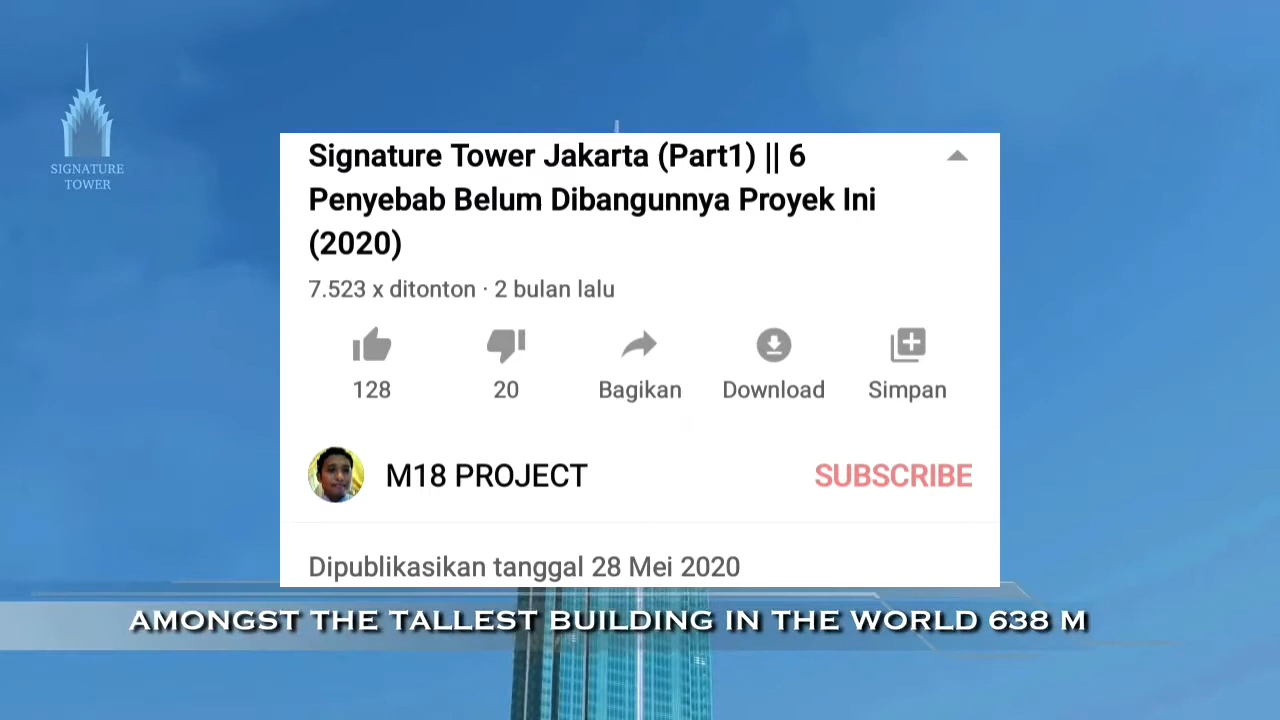 SIGNATURE
TOWER
Signature Tower Jakarta (Part1) || 6
Penyebab Belum Dibangunnya Proyek Ini
(2020)
7.523 x ditonton · 2 bulan lalu
128
20
Bagikan
Download
Simpan
M18 PROJECT
SUBSCRIBE
Dipublikasikan tanggal 28 Mei 2020
AMONGST THE TALLEST BUILDING IN THE WORLD 638 M